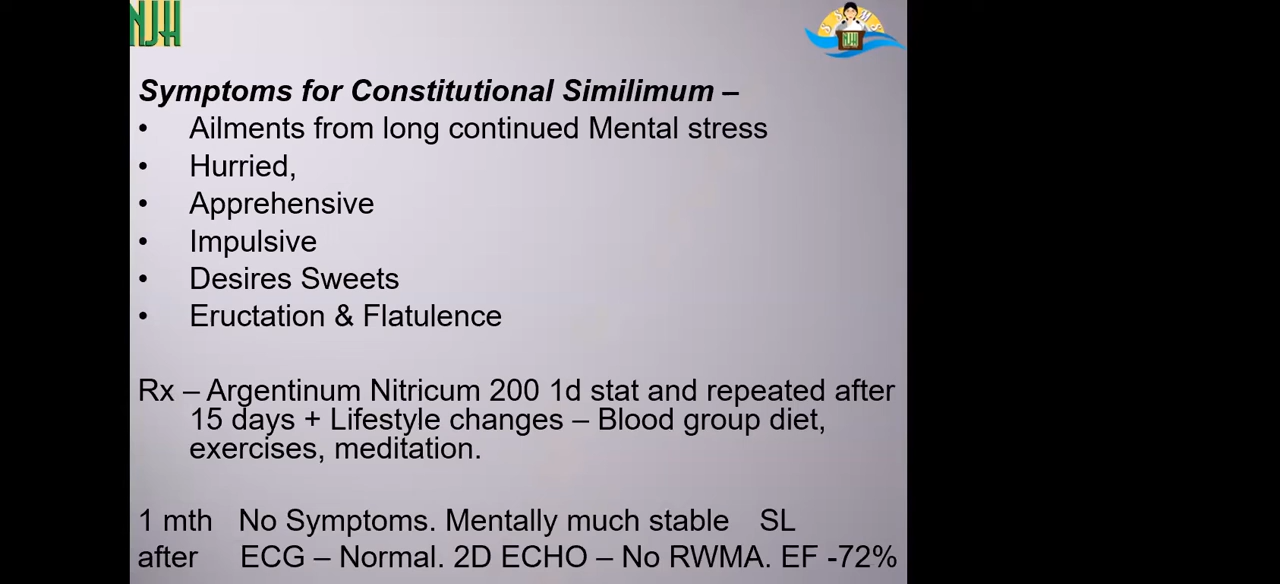 NJH
S S M S
NJH
Symptoms for Constitutional Similimum –
• Ailments from long continued Mental stress
• Hurried,
• Apprehensive
• Impulsive
• Desires Sweets
• Eructation & Flatulence
Rx – Argentinum Nitricum 200 1d stat and repeated after
15 days + Lifestyle changes – Blood group diet,
exercises, meditation.
1 mth No Symptoms. Mentally much stable SL
after ECG – Normal. 2D ECHO – No RWMA. EF -72%